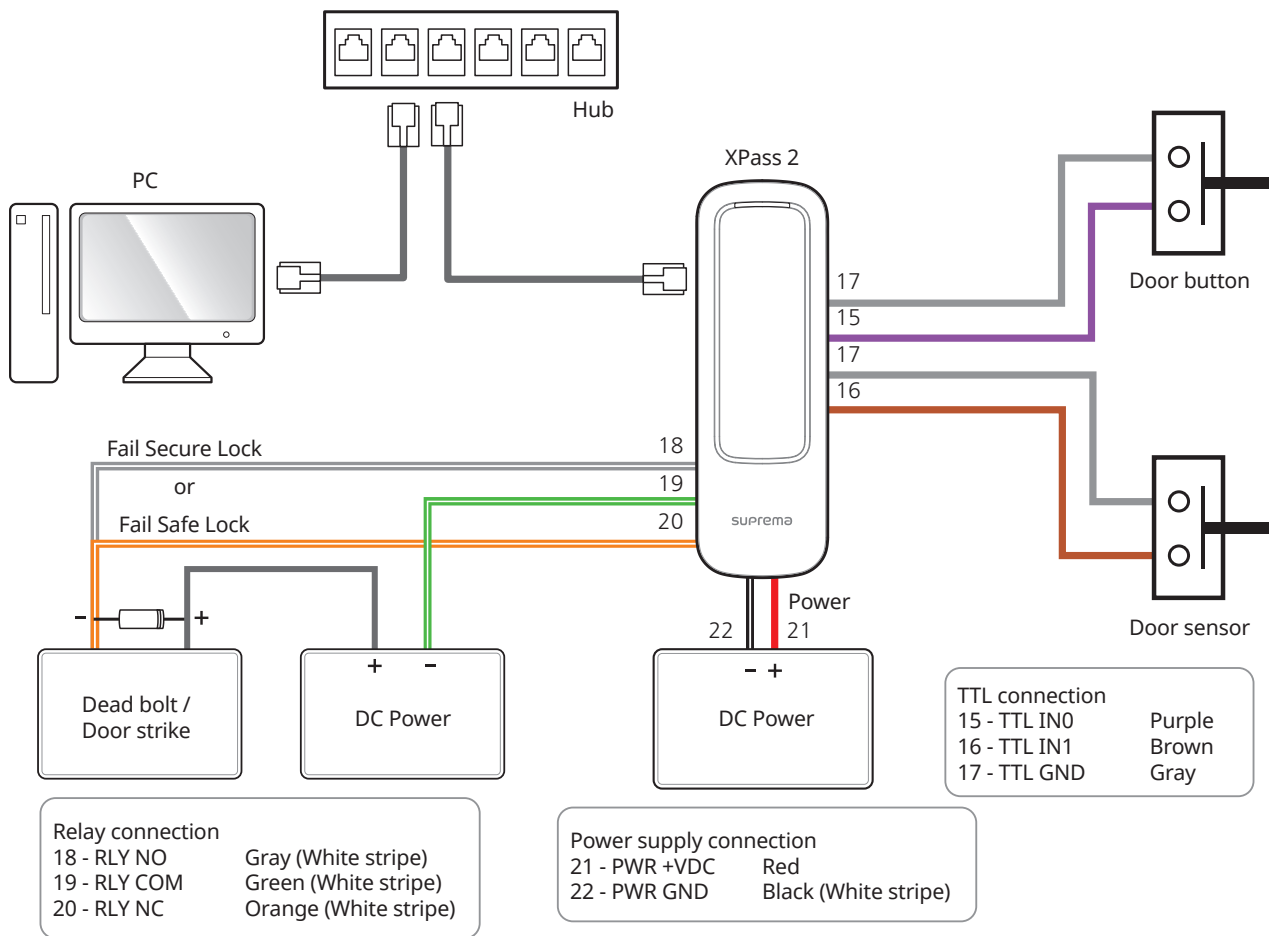 Hub
XPass 2
PC
Door button
17
15
17
16
Fail Secure Lock
18
or
19
Fail Safe Lock
20
suprema
- +
+ -
Power
22 21
- +
Door sensor
Dead bolt /
Door strike
DC Power
DC Power
TTL connection
15 - TTL IN0 Purple
16 - TTL IN1 Brown
17 - TTL GND Gray
Relay connection
18 - RLY NO Gray (White stripe)
19 - RLY COM Green (White stripe)
20 - RLY NC Orange (White stripe)
Power supply connection
21 - PWR +VDC Red
22 - PWR GND Black (White stripe)